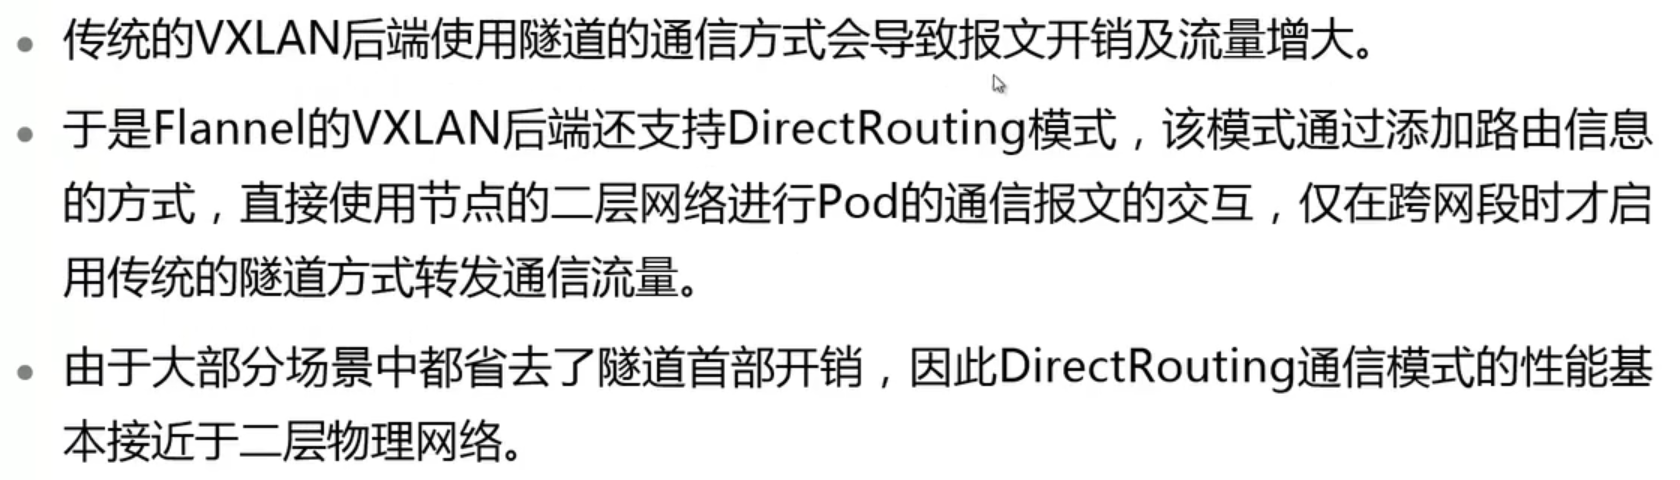 • 传统的VXLAN后端使用隧道的通信方式会导致报文开销及流量增大。
• 于是Flannel的VXLAN后端还支持DirectRouting模式，该模式通过添加路由信息
的方式，直接使用节点的二层网络进行Pod的通信报文的交互，仅在跨网段时才启
用传统的隧道方式转发通信流量。
• 由于大部分场景中都省去了隧道首部开销，因此DirectRouting通信模式的性能基
本接近于二层物理网络。